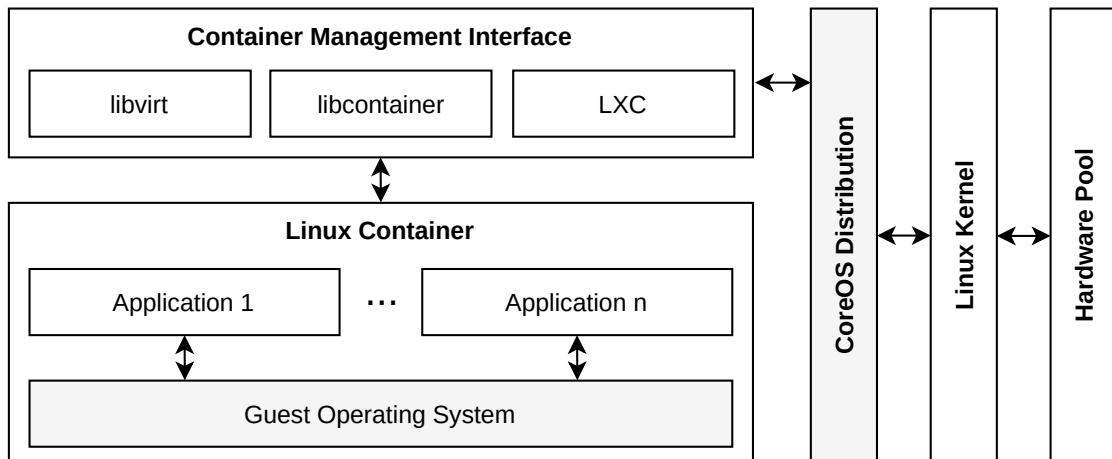 Container Management Interface
libvirt
libcontainer
LXC
Linux Container
Application 1
...
Application n
Guest Operating System
CoreOS Distribution
Linux Kernel
Hardware Pool